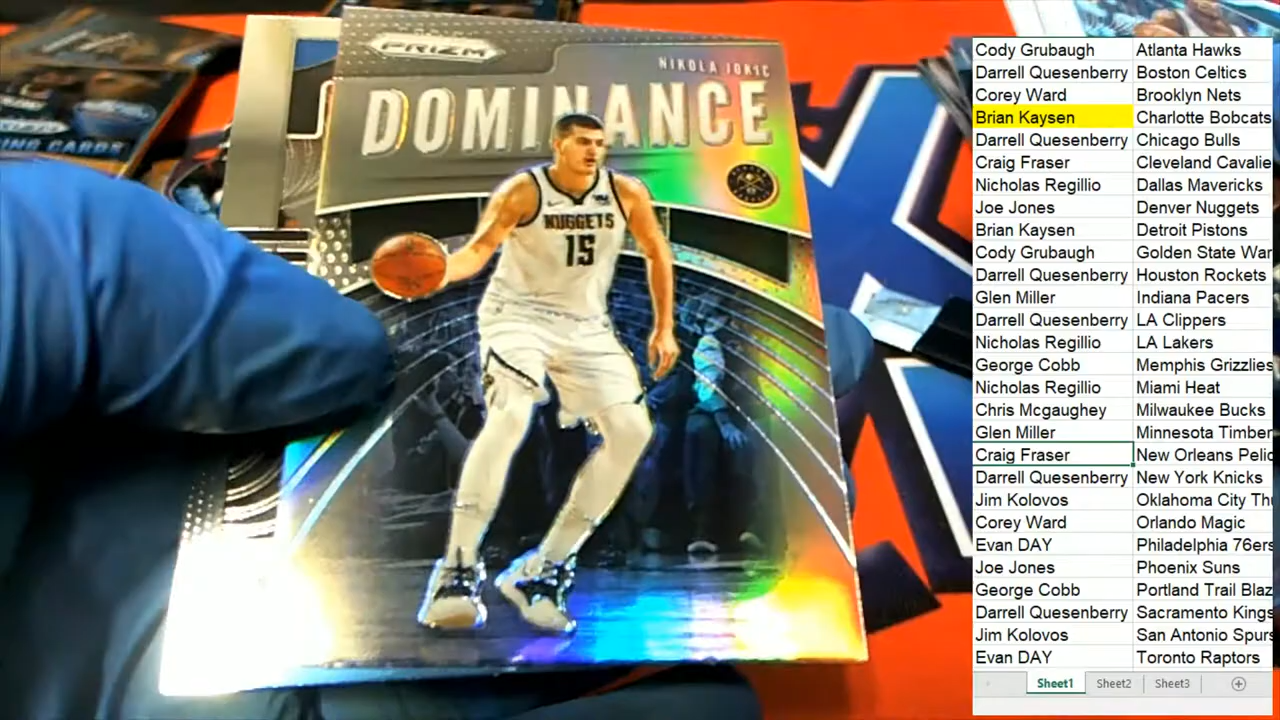 PRIZM
NIKOLA JOKIC
DOMINANCE
NUGGETS
15
Cody Grubaugh Atlanta Hawks
Darrell Quesenberry Boston Celtics
Corey Ward Brooklyn Nets
Brian Kaysen Charlotte Bobcats
Darrell Quesenberry Chicago Bulls
Craig Fraser Cleveland Cavalie
Nicholas Regillio Dallas Mavericks
Joe Jones Denver Nuggets
Brian Kaysen Detroit Pistons
Cody Grubaugh Golden State War
Darrell Quesenberry Houston Rockets
Glen Miller Indiana Pacers
Darrell Quesenberry LA Clippers
Nicholas Regillio LA Lakers
George Cobb Memphis Grizzlies
Nicholas Regillio Miami Heat
Chris Mcgaughey Milwaukee Bucks
Glen Miller Minnesota Timber
Craig Fraser New Orleans Pelic
Darrell Quesenberry New York Knicks
Jim Kolovos Oklahoma City Thu
Corey Ward Orlando Magic
Evan DAY Philadelphia 76ers
Joe Jones Phoenix Suns
George Cobb Portland Trail Blaz
Darrell Quesenberry Sacramento Kings
Jim Kolovos San Antonio Spurs
Evan DAY Toronto Raptors
Sheet1 Sheet2 Sheet3
CARDS